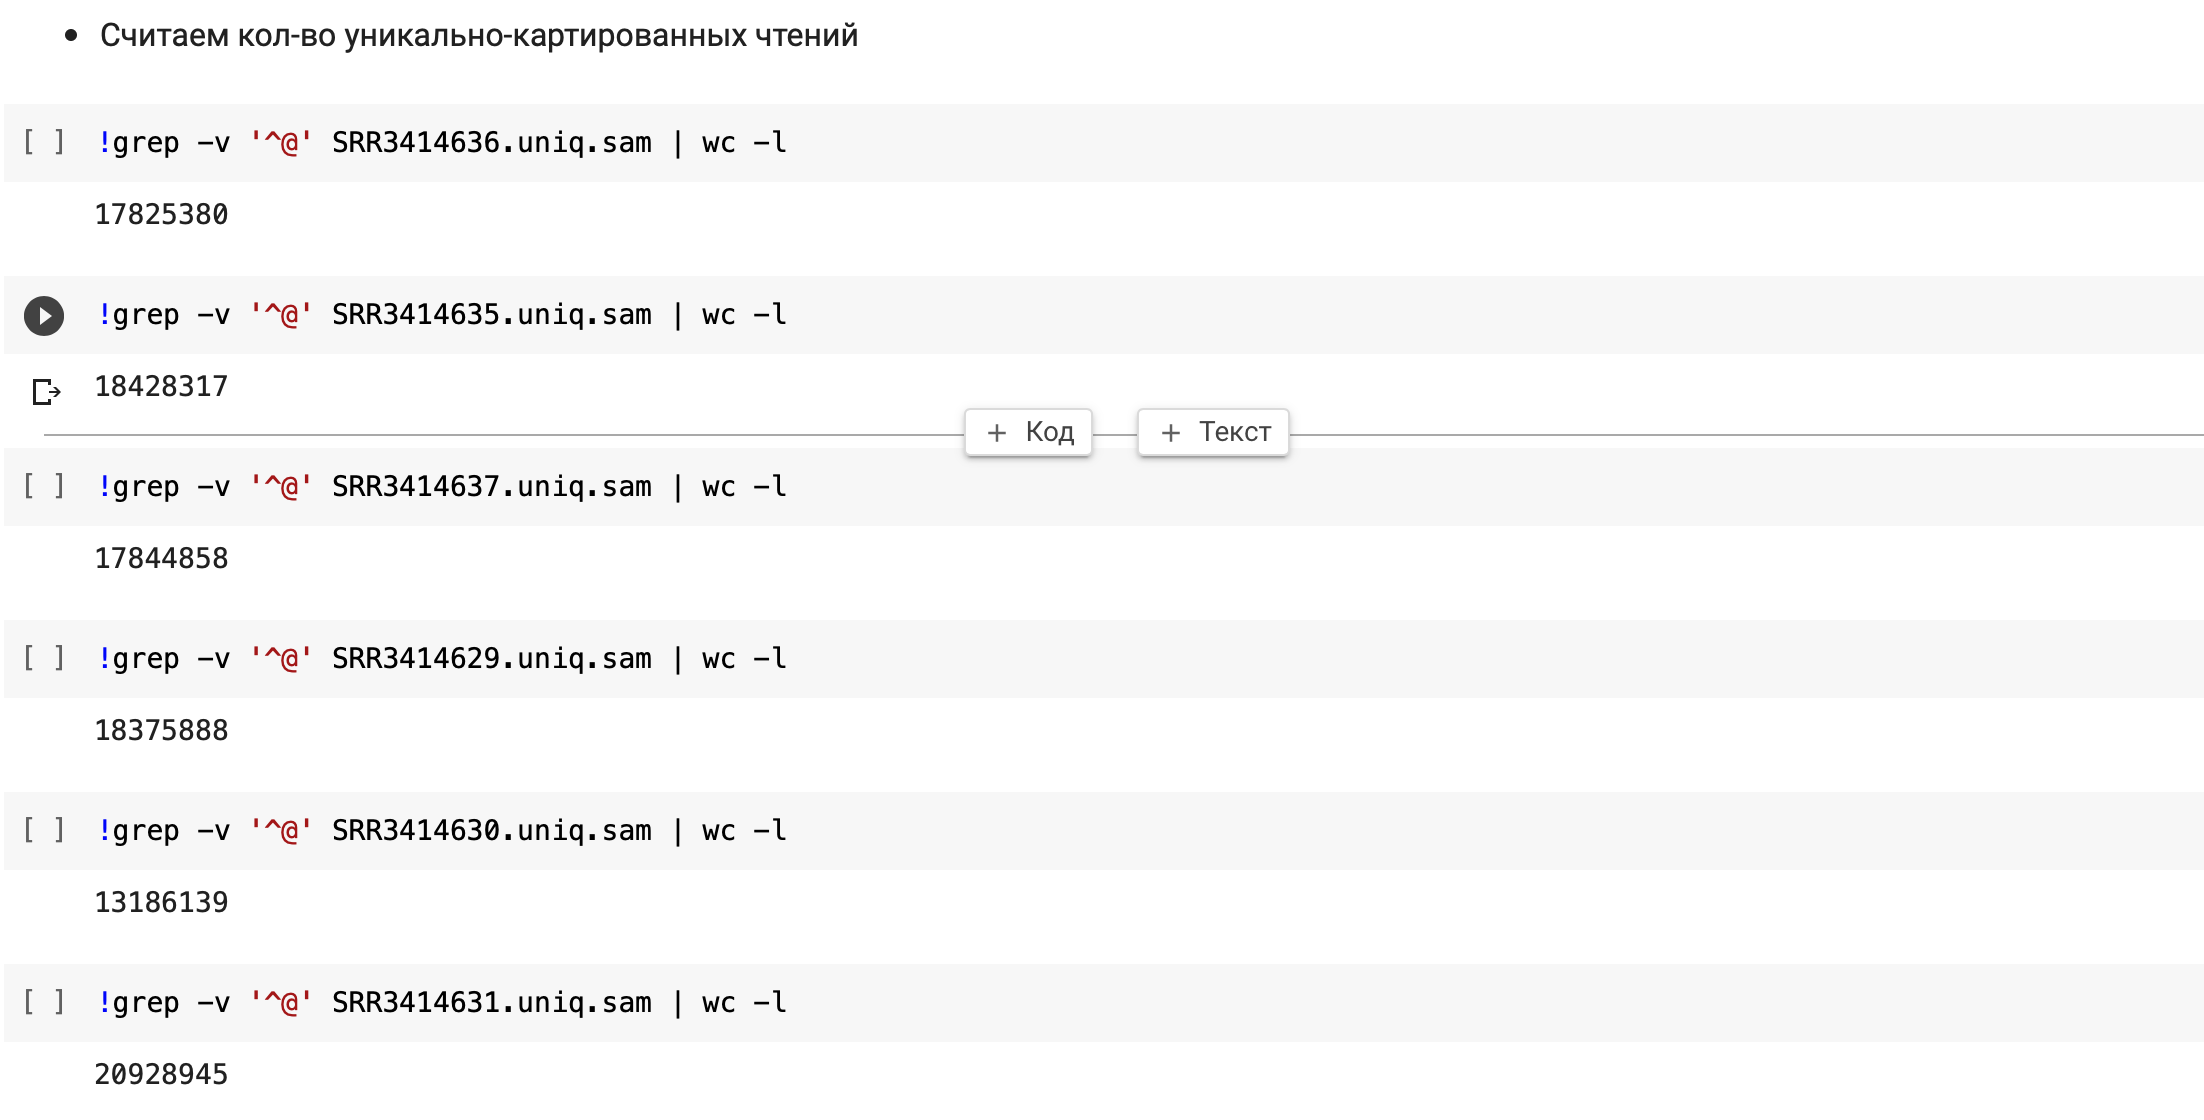 • Считаем кол-во уникально-картированных чтений
[ ] !grep -v '^@' SRR3414636.uniq.sam | wc -l
17825380
!grep -v '^@' SRR3414635.uniq.sam | wc -l
18428317
+ Код + Текст
[ ] !grep -v '^@' SRR3414637.uniq.sam | wc -l
17844858
[ ] !grep -v '^@' SRR3414629.uniq.sam | wc -l
18375888
[ ] !grep -v '^@' SRR3414630.uniq.sam | wc -l
13186139
[ ] !grep -v '^@' SRR3414631.uniq.sam | wc -l
20928945